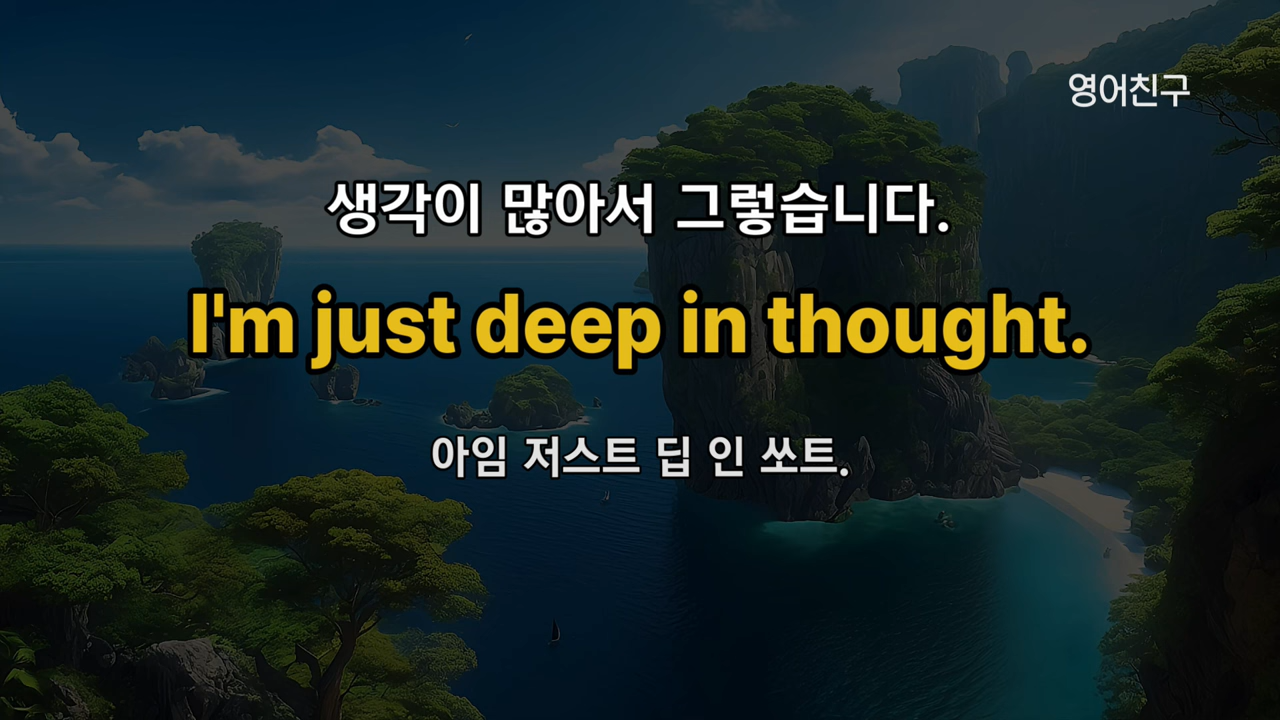 영어친구
생각이 많아서 그렇습니다.
I'm just deep in thought.
아임 저스트 딥 인 쏘트.